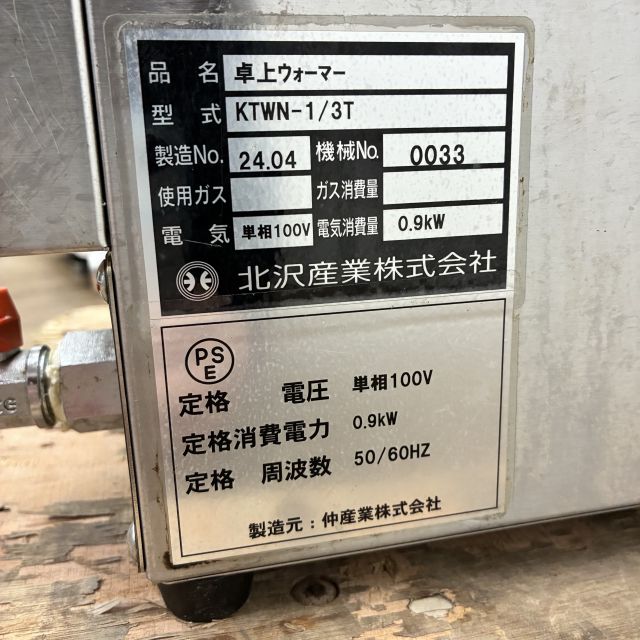 品名 卓上ウォーマー
型式 KTWN-1/3T
製造No. 24.04 機械No. 0033
使用ガス ガス消費量
電気 単相100V 電気消費量 0.9kW
北沢産業株式会社
PSE
定格 電圧 単相100V
定格消費電力 0.9kW
定格 周波数 50/60HZ
製造元：仲産業株式会社